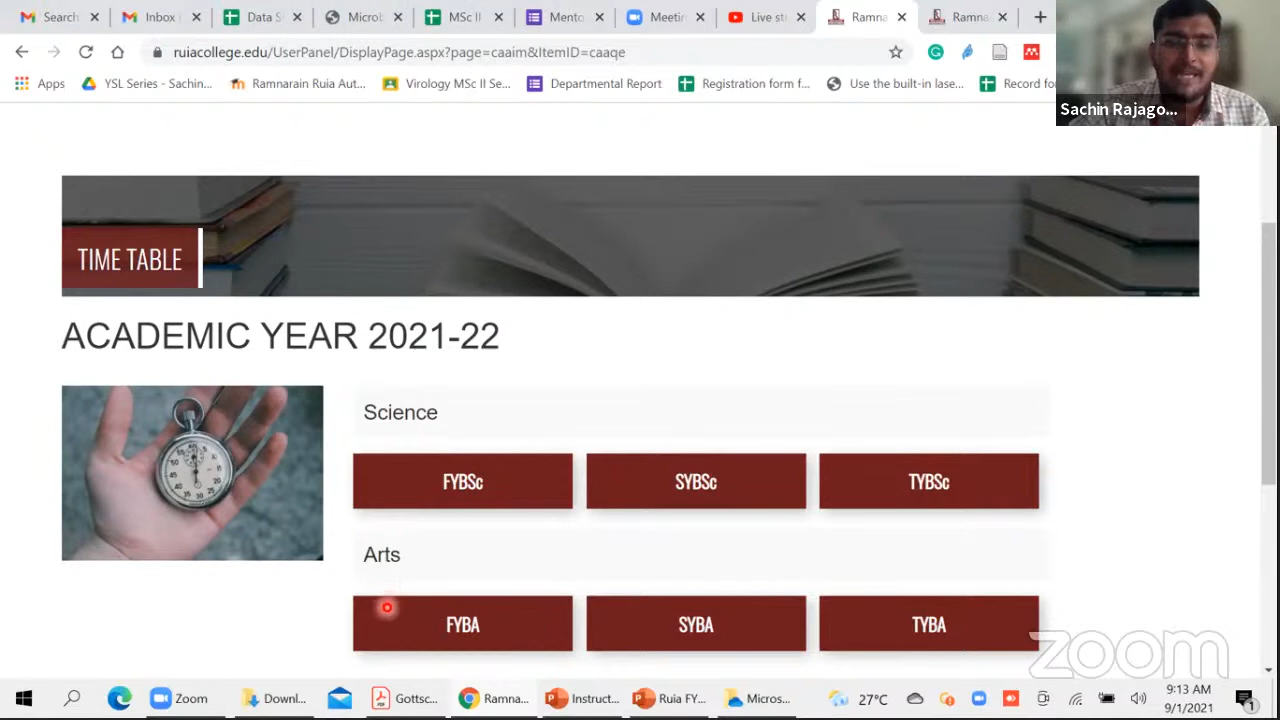 Search
Inbox
Data S
Microb
MSc II
Mento
Meetin
Live st
Ramna
Ramna
ruiacollege.edu/UserPanel/DisplayPage.aspx?page=caaim&ItemID=caaqe
Apps
YSL Series - Sachin...
Ramnarain Ruia Aut...
Virology MSc II Se...
Departmental Report
Registration form f...
Use the built-in lase...
Record fo
Sachin Rajago...
TIME TABLE
ACADEMIC YEAR 2021-22
Science
FYBSc SYBSc TYBSc
Arts
FYBA SYBA TYBA
zoom
Zoom
Downl...
Gottsc...
Ramna...
Instruct...
Ruia FY...
Micros...
27°C
9:13 AM
9/1/2021
1